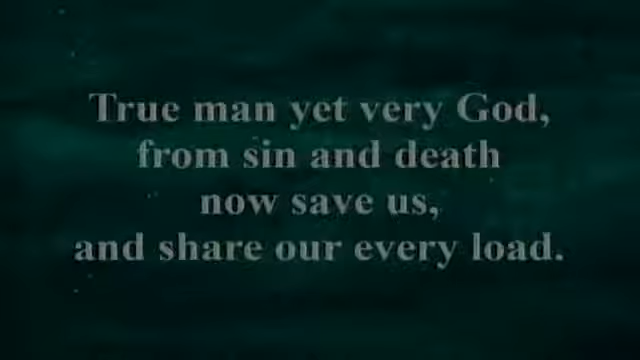 True man yet very God,
from sin and death
now save us,
and share our every load.